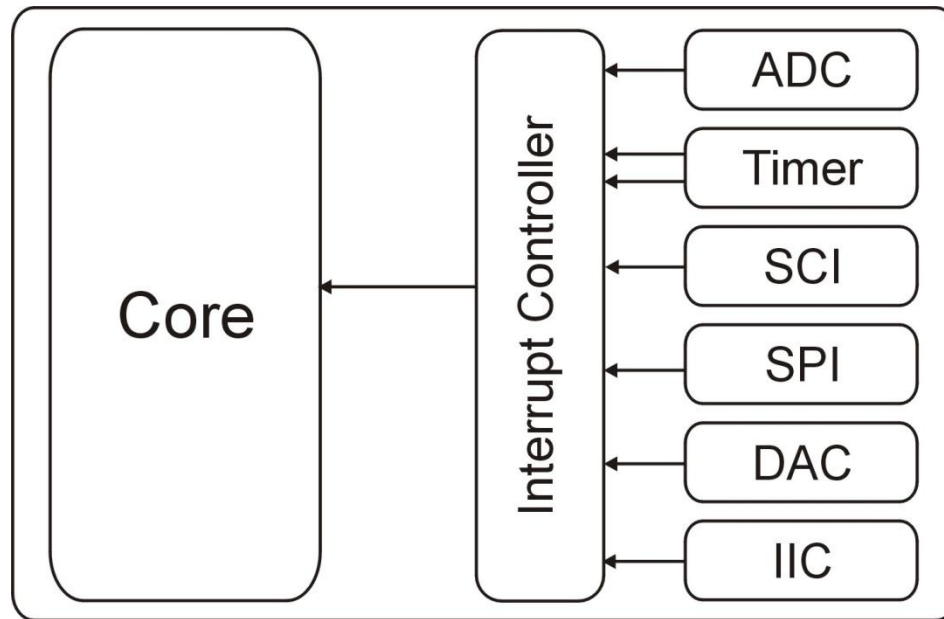 Core
Interrupt Controller
ADC
Timer
SCI
SPI
DAC
IIC